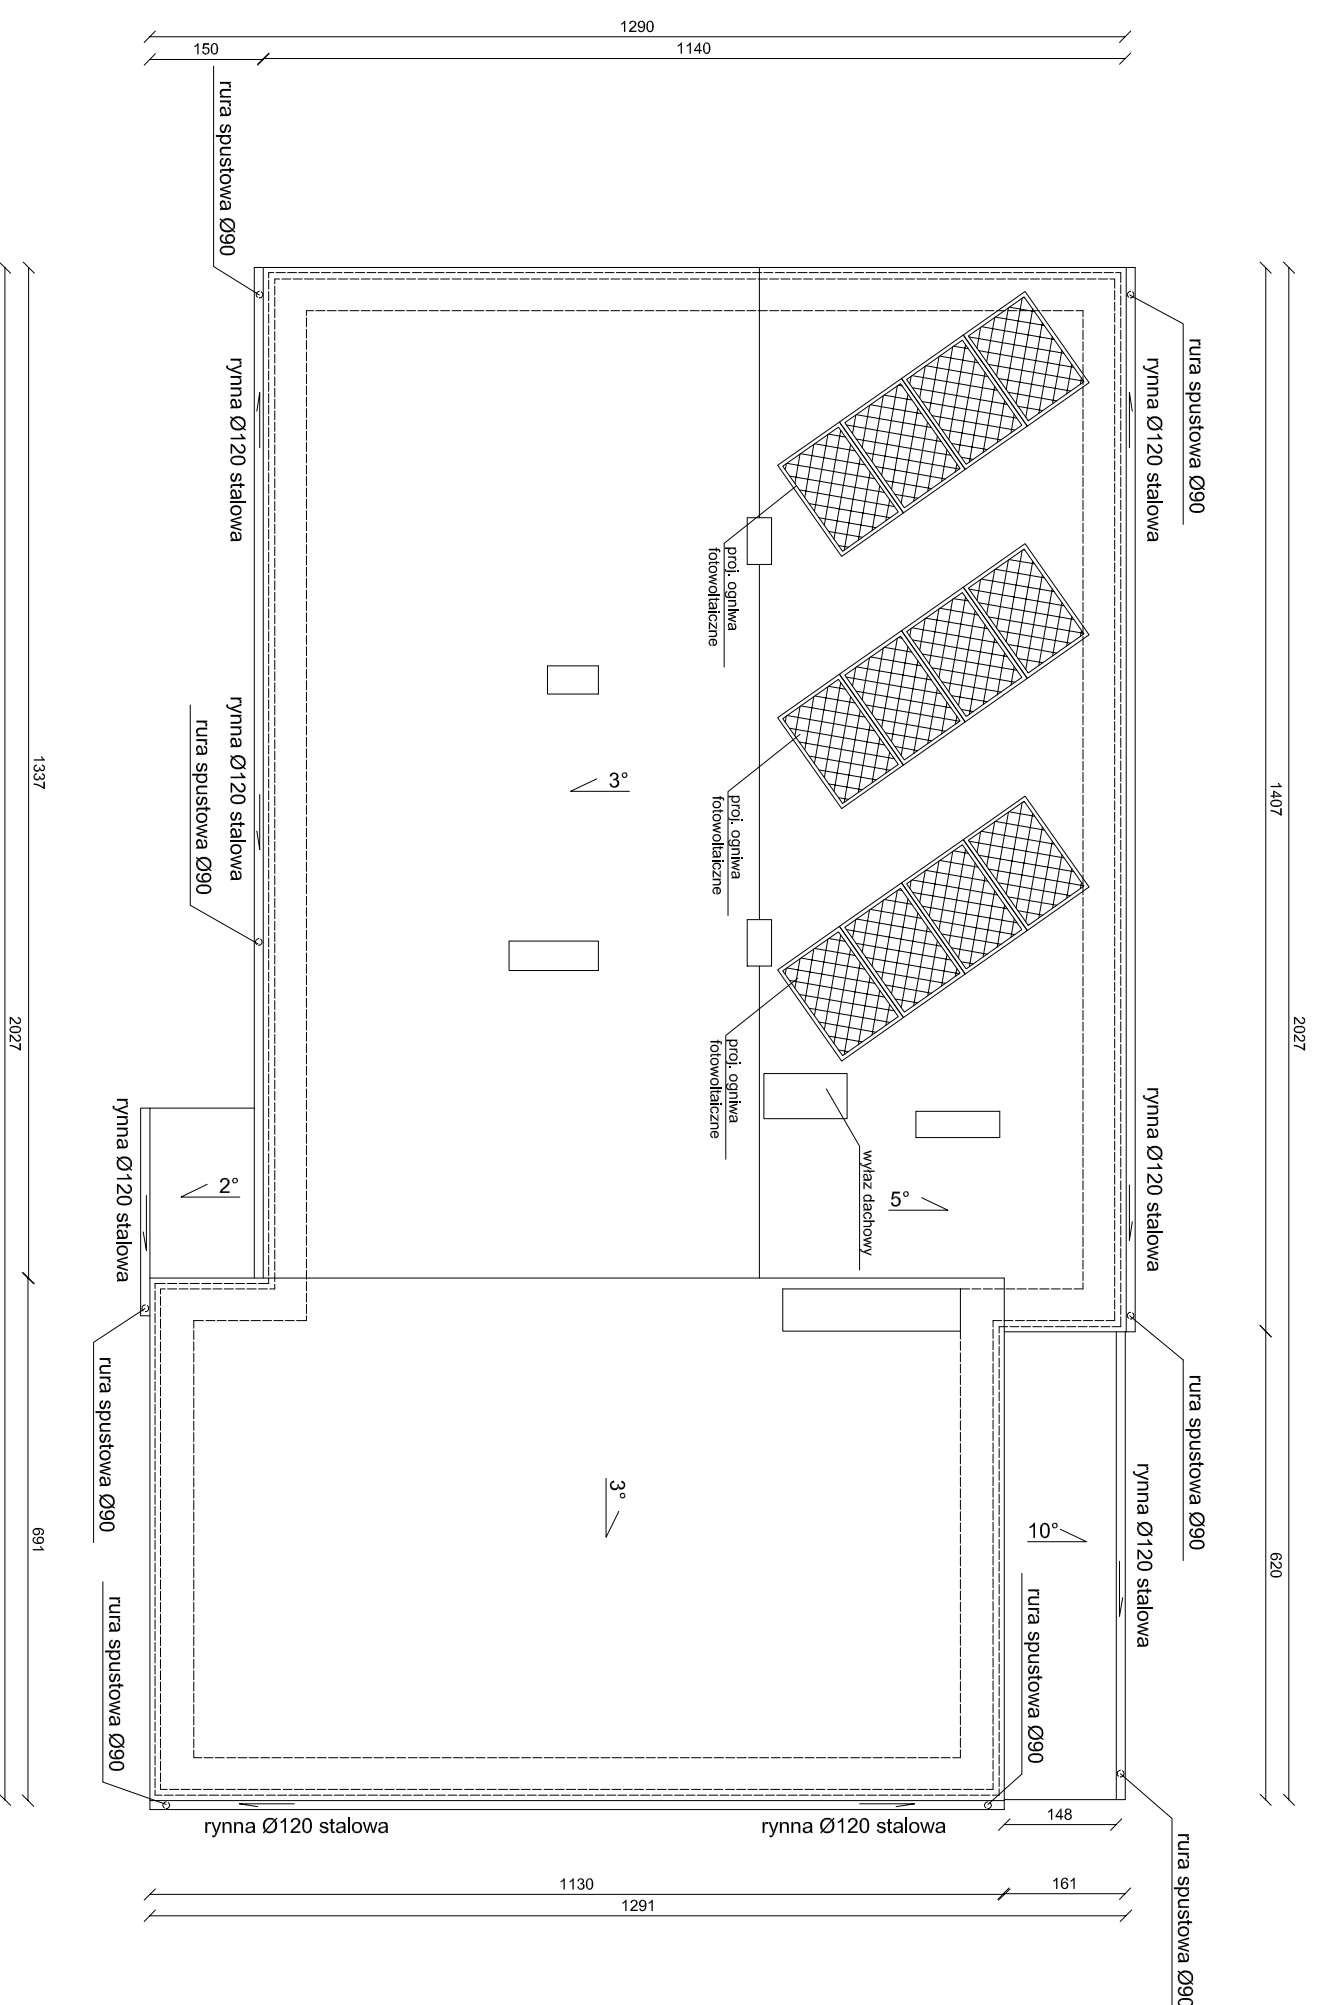 1290
150
1140
rura spustowa Ø90
rura spustowa Ø90
rynna Ø120 stalowa
rynna Ø120 stalowa
proj. ogniwa
fotowoltaiczne
rynna Ø120 stalowa
rura spustowa Ø90
3°
1337
1407
proj. ogniwa
fotowoltaiczne
2027
2027
proj. ogniwa
fotowoltaiczne
rynna Ø120 stalowa
rynna Ø120 stalowa
wyłaz dachowy
2°
5°
rura spustowa Ø90
rura spustowa Ø90
3°
10°
rynna Ø120 stalowa
691
620
rura spustowa Ø90
rura spustowa Ø90
rynna Ø120 stalowa
rynna Ø120 stalowa
148
rura spustowa Ø90
1130
161
1291